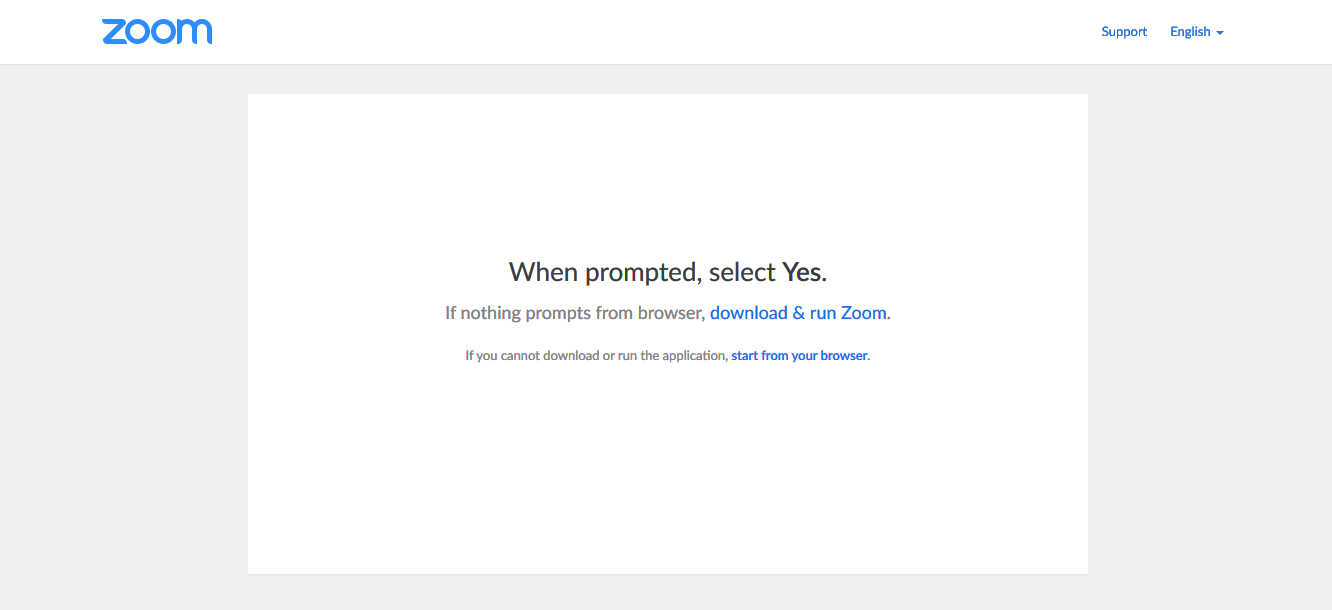 zoom
Support
English
When prompted, select Yes.
If nothing prompts from browser, download & run Zoom.
If you cannot download or run the application, start from your browser.